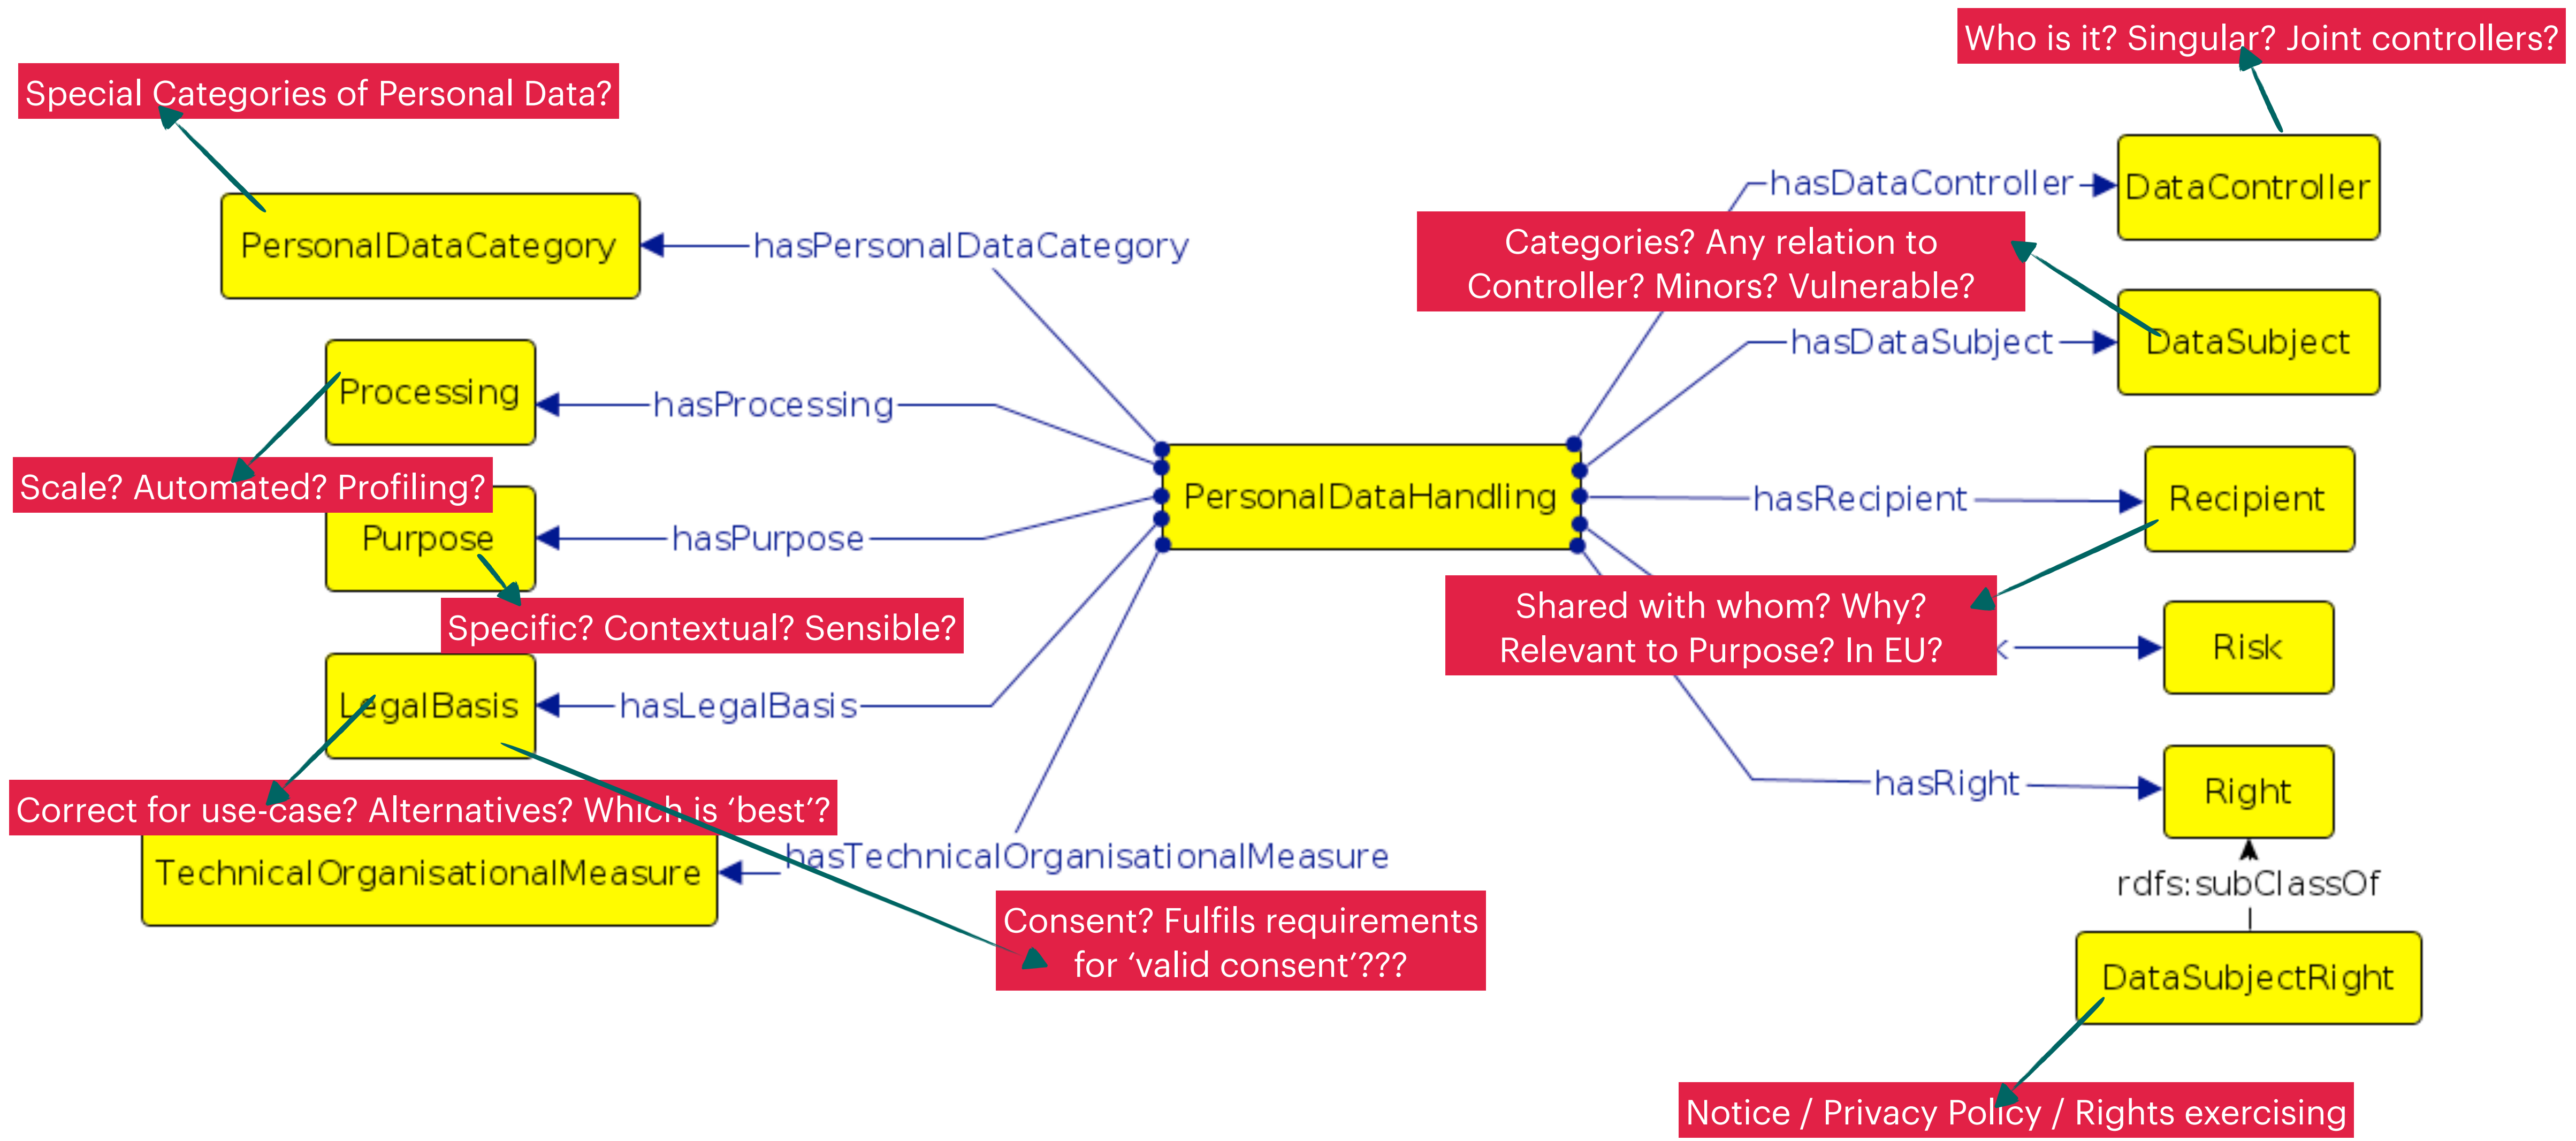 Who is it? Singular? Joint controllers?
Special Categories of Personal Data?
hasDataController
DataController
PersonalDataCategory
hasPersonalDataCategory
Categories? Any relation to
Controller? Minors? Vulnerable?
hasDataSubject
DataSubject
Processing
hasProcessing
Scale? Automated? Profiling?
PersonalDataHandling
hasRecipient
Recipient
Purpose
hasPurpose
Specific? Contextual? Sensible?
Shared with whom? Why?
Relevant to Purpose? In EU?
Risk
LegalBasis
hasLegalBasis
hasRight
Right
Correct for use-case? Alternatives? Which is ‘best’?
TechnicalOrganisationalMeasure
hasTechnicalOrganisationalMeasure
rdfs:subClassOf
Consent? Fulfils requirements
for ‘valid consent’???
DataSubjectRight
Notice / Privacy Policy / Rights exercising